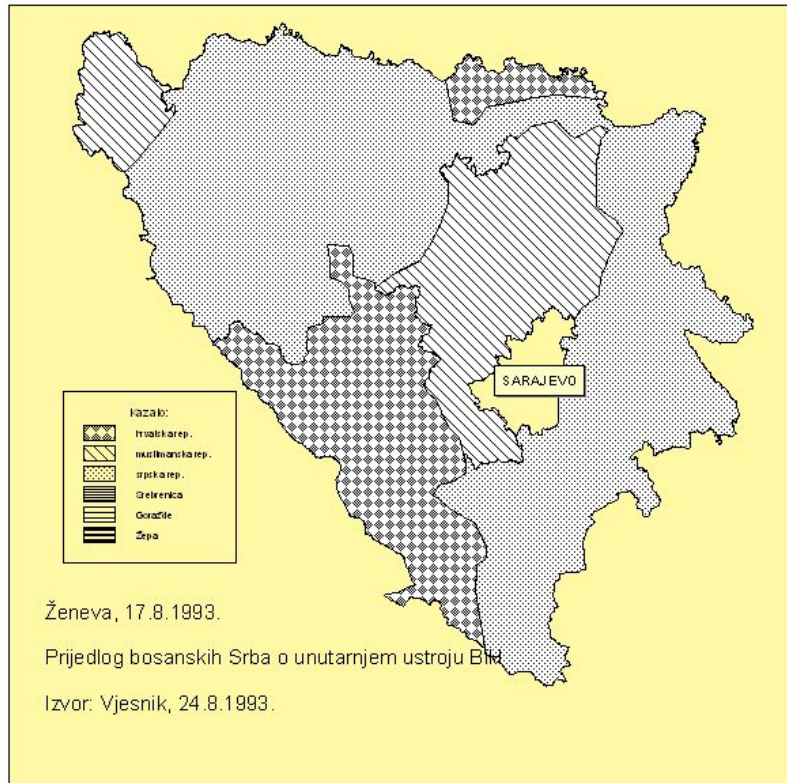 SARAJEVO
Kazalo:
hrvatska rep.
muslimanska rep.
srpska rep.
Srebrenica
Goražde
Žepa
Ženeva, 17.8.1993.
Prijedlog bosanskih Srba o unutarnjem ustroju BiH
Izvor: Vjesnik, 24.8.1993.